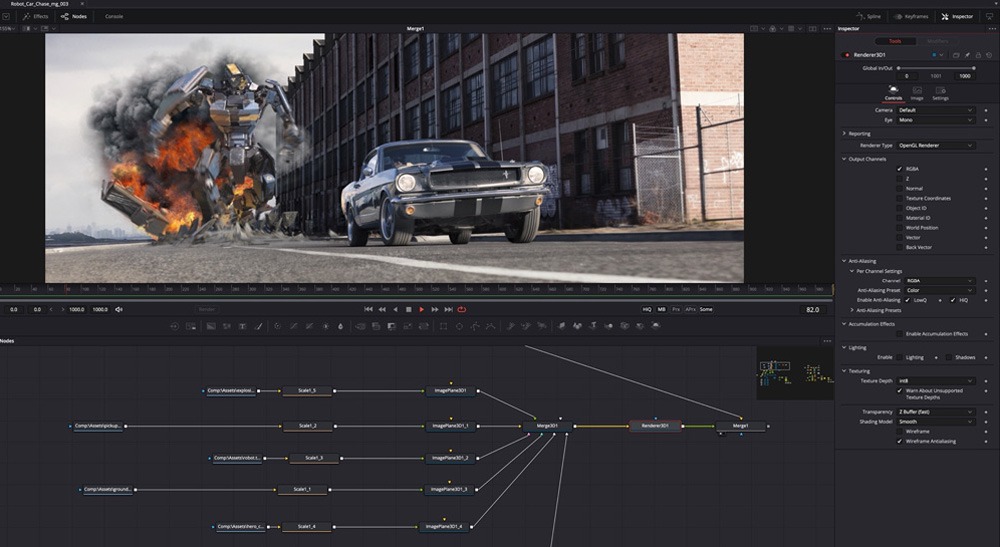 Robot_Car_Chase_mg_003
Effects Nodes Console Spline Keyframes Inspector
Merge1 Inspector
Tools Modifiers
Renderer3D1
Global In/Out
0 1001 1000
Controls Image Settings
Camera Default
Eye Mono
Reporting
Renderer Type OpenGL Renderer
Output Channels
RGBA
Z
Normal
Texture Coordinates
Object ID
Material ID
World Position
Vector
Back Vector
Anti-Aliasing
Per Channel Settings
Channel RGBA
Anti-Aliasing Preset Color
Enable Anti-Aliasing LowQ HiQ
Anti-Aliasing Presets
Accumulation Effects
Enable Accumulation Effects
Lighting
Enable Lighting Shadows
Texturing
Texture Depth int8
Warn About Unsupported
Texture Depths
Transparency Z Buffer (fast)
Shading Model Smooth
Wireframe
Wireframe Antialiasing
0.0 0.0 1000.0 1000.0 Render HiQ MB Prx APrx Some 82.0
Nodes
Comp:\Assets\explosi... Scale1_5 ImagePlane3D1
Comp:\Assets\pickup... Scale1_2 ImagePlane3D1_1 Merge3D1 Renderer3D1 Merge1
Comp:\Assets\robot.t... Scale1_3 ImagePlane3D1_2
Comp:\Assets\ground... Scale1_1 ImagePlane3D1_3
Comp:\Assets\hero_c... Scale1_4 ImagePlane3D1_4